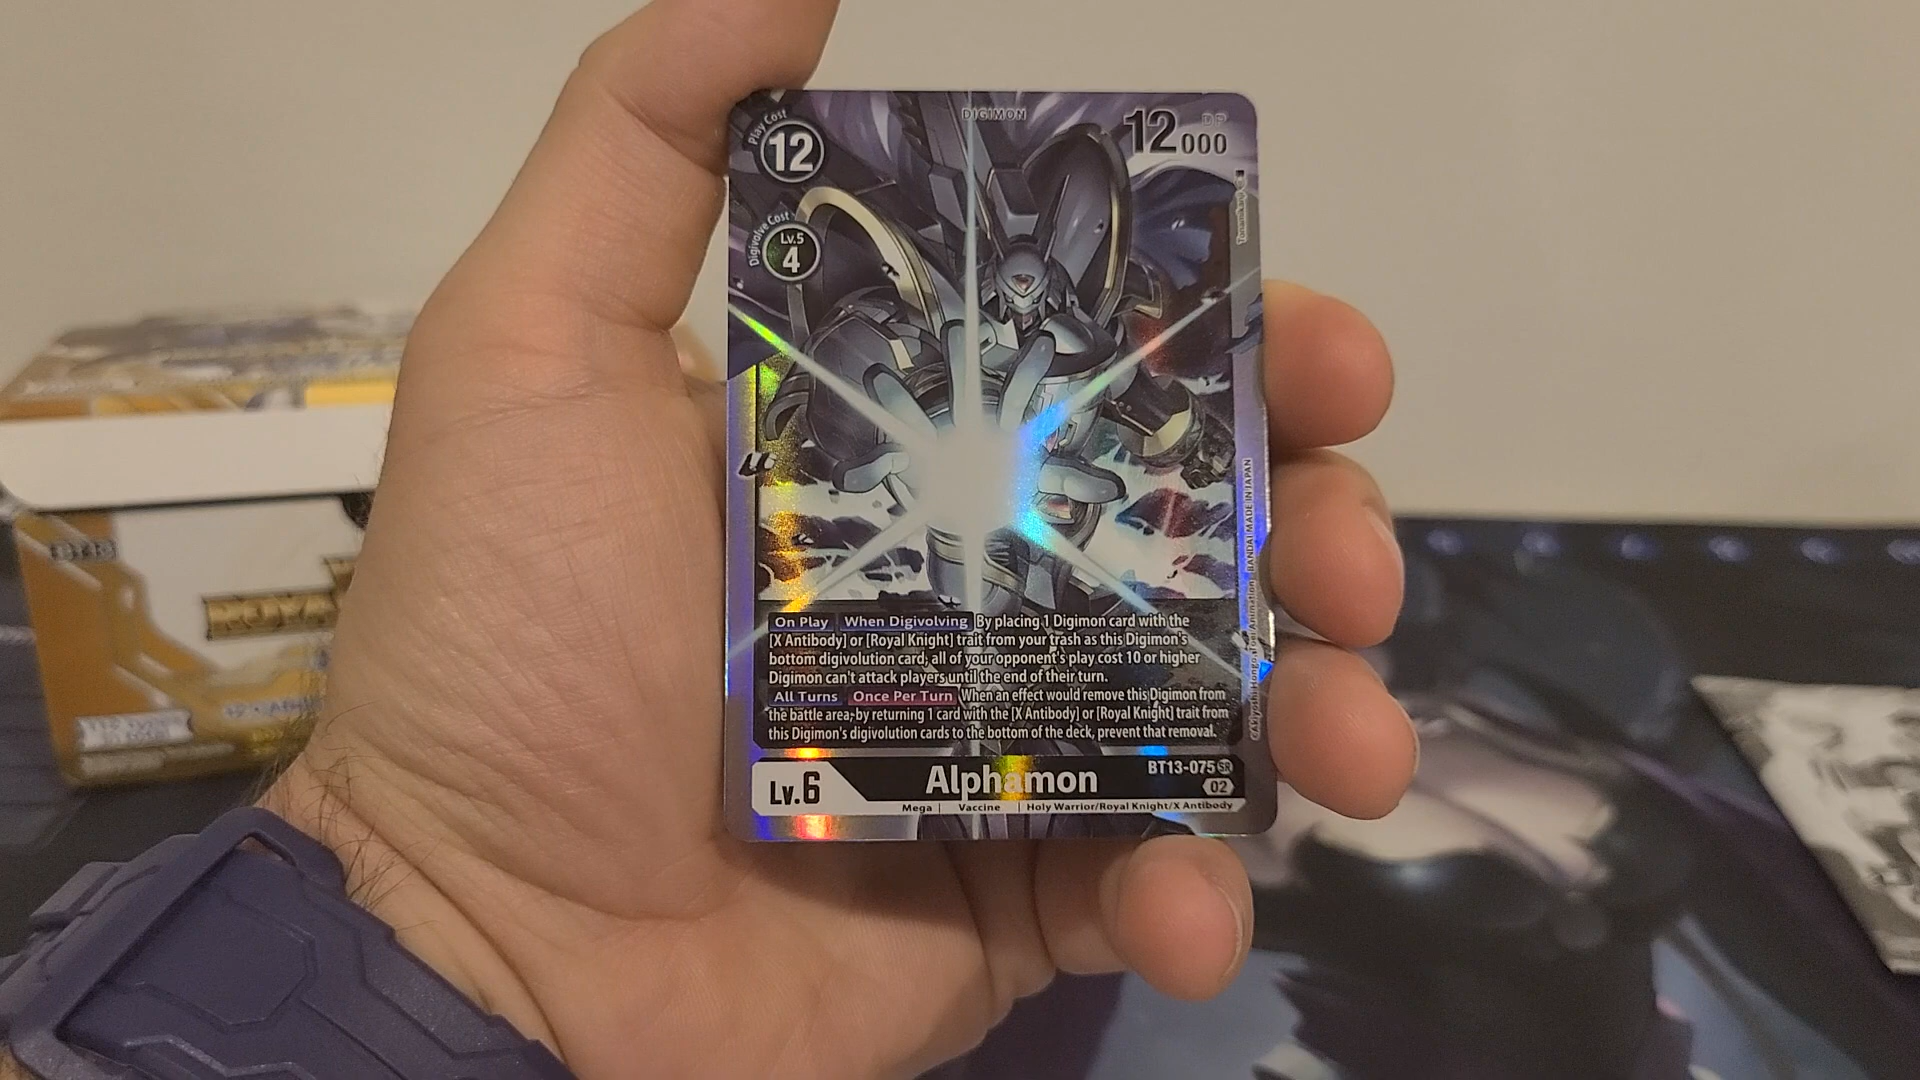 DIGIMON
Play Cost
12
12000
DP
Digivolve Cost
Lv.5
4
On Play When Digivolving By placing 1 Digimon card with the
[X Antibody] or [Royal Knight] trait from your trash as this Digimon's
bottom digivolution card, all of your opponent's play cost 10 or higher
Digimon can't attack players until the end of their turn.
All Turns Once Per Turn When an effect would remove this Digimon from
the battle area, by returning 1 card with the [X Antibody] or [Royal Knight] trait from
this Digimon's digivolution cards to the bottom of the deck, prevent that removal.
BANDAI MADE IN JAPAN
Lv.6
Alphamon
BT13-075 SR
02
Mega | Vaccine | Holy Warrior/Royal Knight/X Antibody